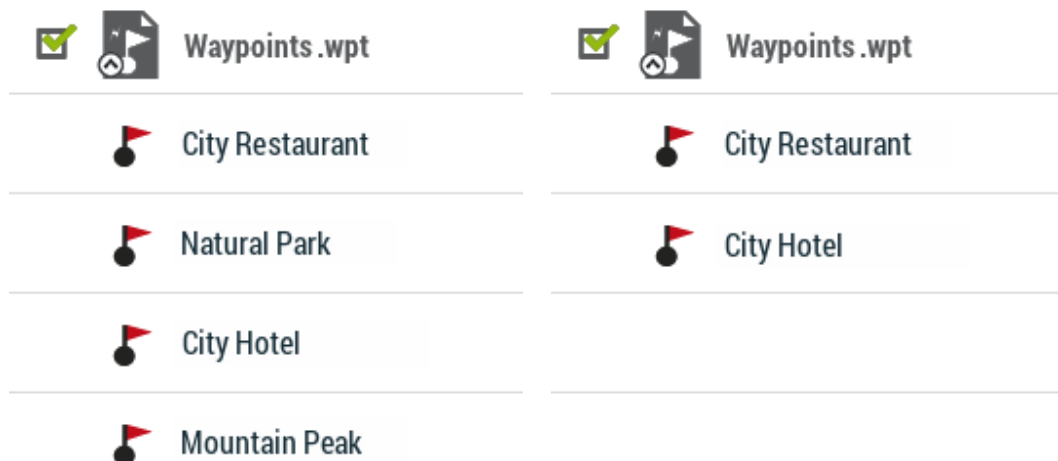 Waypoints.wpt
City Restaurant
Natural Park
City Hotel
Mountain Peak
Waypoints.wpt
City Restaurant
City Hotel